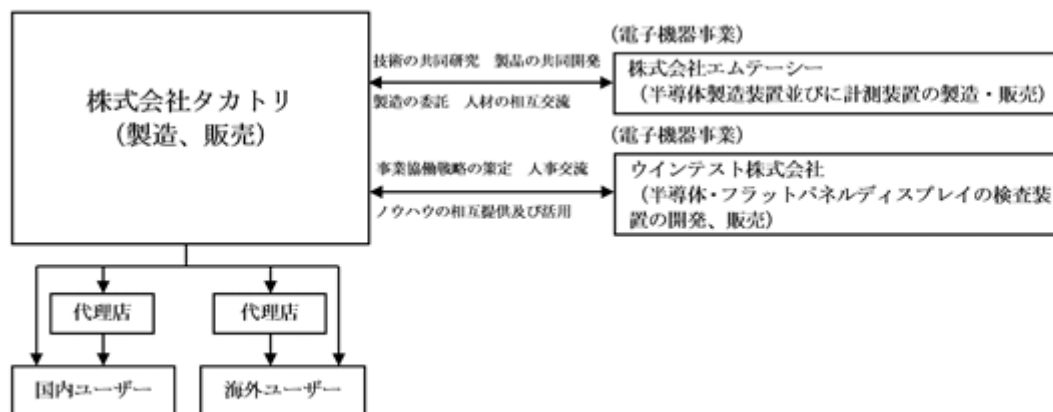 株式会社タカトリ
（製造、販売）
技術の共同研究　製品の共同開発
製造の委託　人材の相互交流
（電子機器事業）
株式会社エムテーシー
（半導体製造装置並びに計測装置の製造・販売）
事業協働戦略の策定　人事交流
ノウハウの相互提供及び活用
（電子機器事業）
ウインテスト株式会社
（半導体・フラットパネルディスプレイの検査装
置の開発、販売）
代理店
代理店
国内ユーザー
海外ユーザー